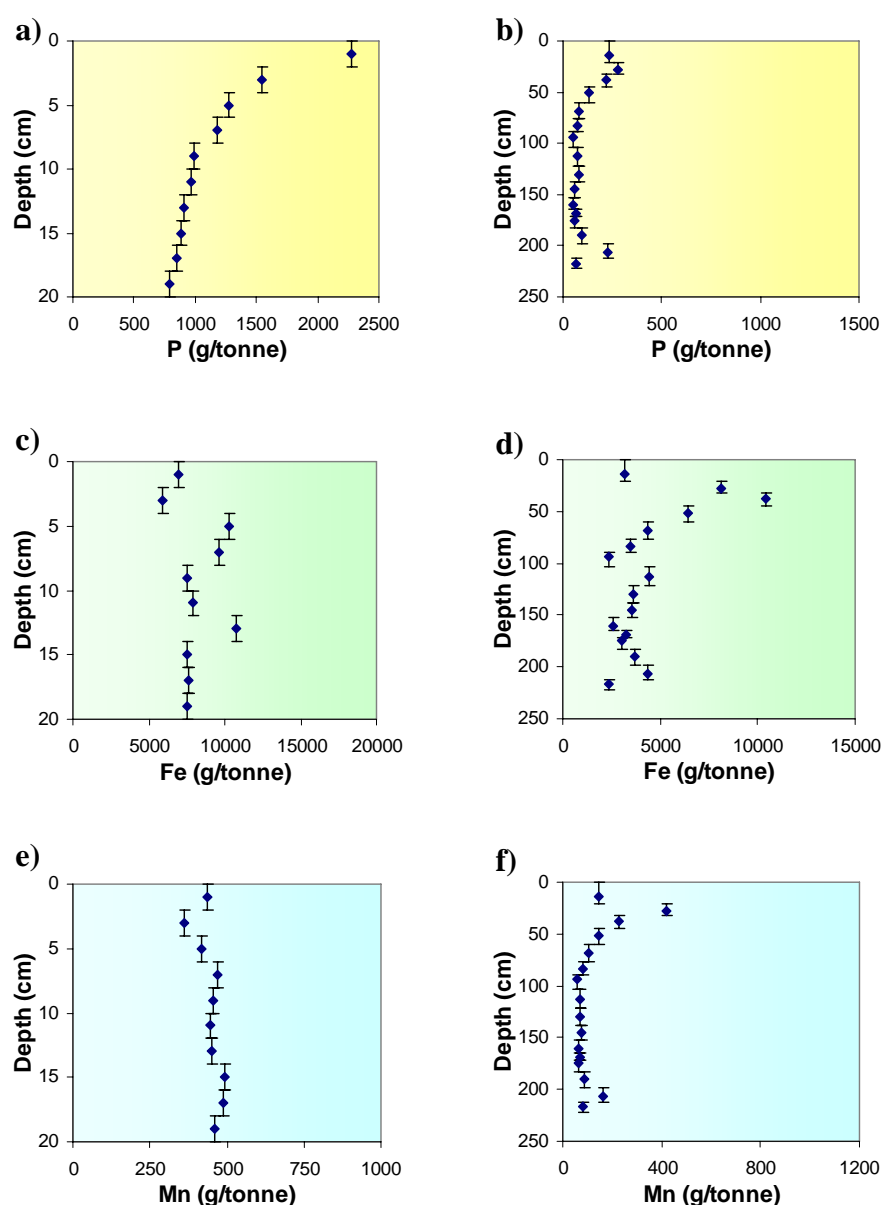 a)
0
5
10
15
20
Depth (cm)
0 500 1000 1500 2000 2500
P (g/tonne)
b)
0
50
100
150
200
250
Depth (cm)
0 500 1000 1500
P (g/tonne)
c)
0
5
10
15
20
Depth (cm)
0 5000 10000 15000 20000
Fe (g/tonne)
d)
0
50
100
150
200
250
Depth (cm)
0 5000 10000 15000
Fe (g/tonne)
e)
0
5
10
15
20
Depth (cm)
0 250 500 750 1000
Mn (g/tonne)
f)
0
50
100
150
200
250
Depth (cm)
0 400 800 1200
Mn (g/tonne)